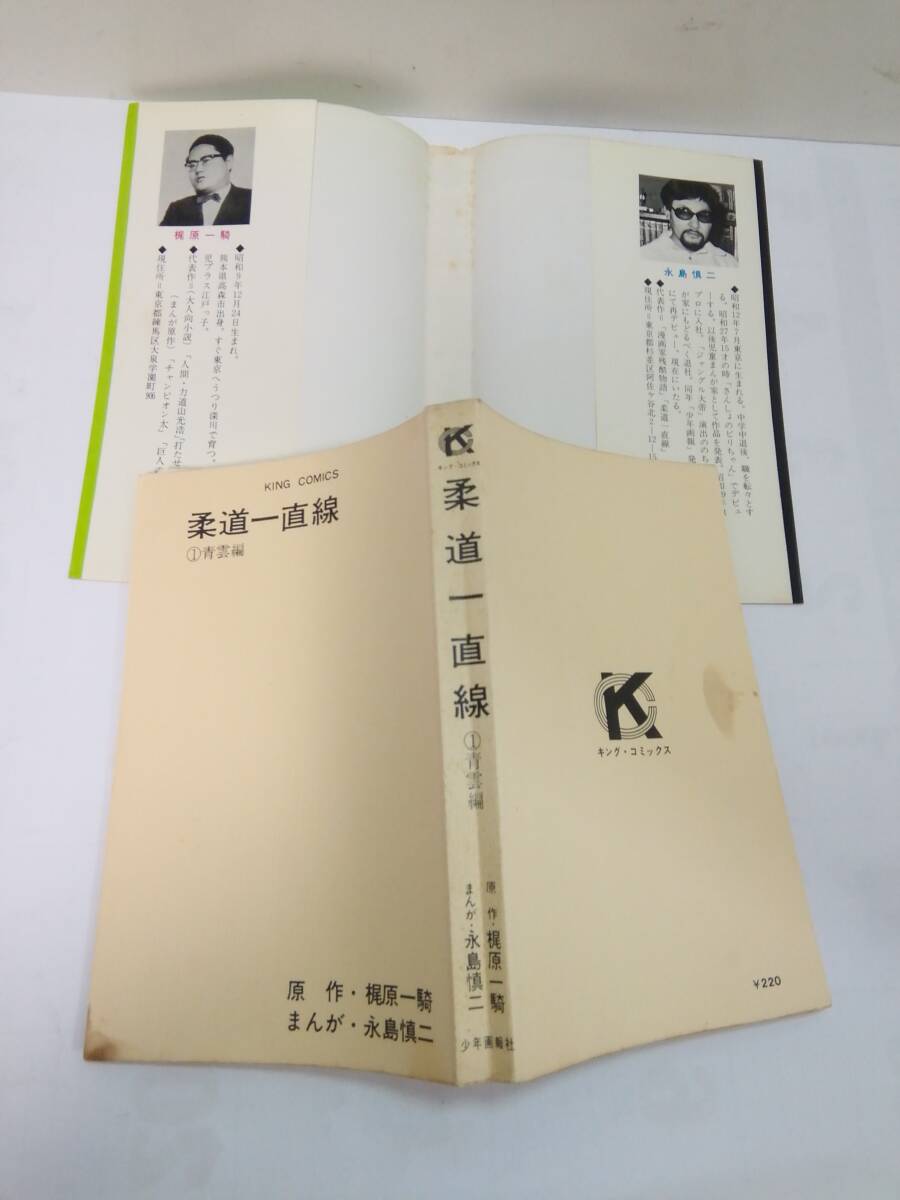 梶原一騎
◆昭和9年12月24日生まれ。
熊本県高森市出身。すぐ東京へうつり深川で育つ。
児プラス江戸っ子。
◆代表作＝(大人向小説)「人間・力道山光浩」「打たせ
(まんが原作)「チャンピオン太」「巨人
◆現住所＝東京都練馬区大泉学園町906
永島慎二
◆昭和12年7月東京に生まれる。中学中退後、職を転々とす
る。昭和27年15才の時「さんしょのピリちゃん」でデビュ
ーする。以後児童まんが家として作品を発表。
プロに入社。「ジャングル大帝」演出ののち
が家にもどるべく退社。同年「少年画報」発
にて再デビュー。現在にいたる。
◆代表作＝「漫画家残酷物語」「柔道一直線」
◆現住所＝東京都杉並区阿佐ケ谷北2-12-15
KING COMICS
柔道一直線
①青雲編
原 作・梶原一騎
まんが・永島慎二
K
キング・コミックス
柔道一直線
①青雲編
原 作・梶原一騎
まんが・永島慎二
少年画報社
K
キング・コミックス
¥220